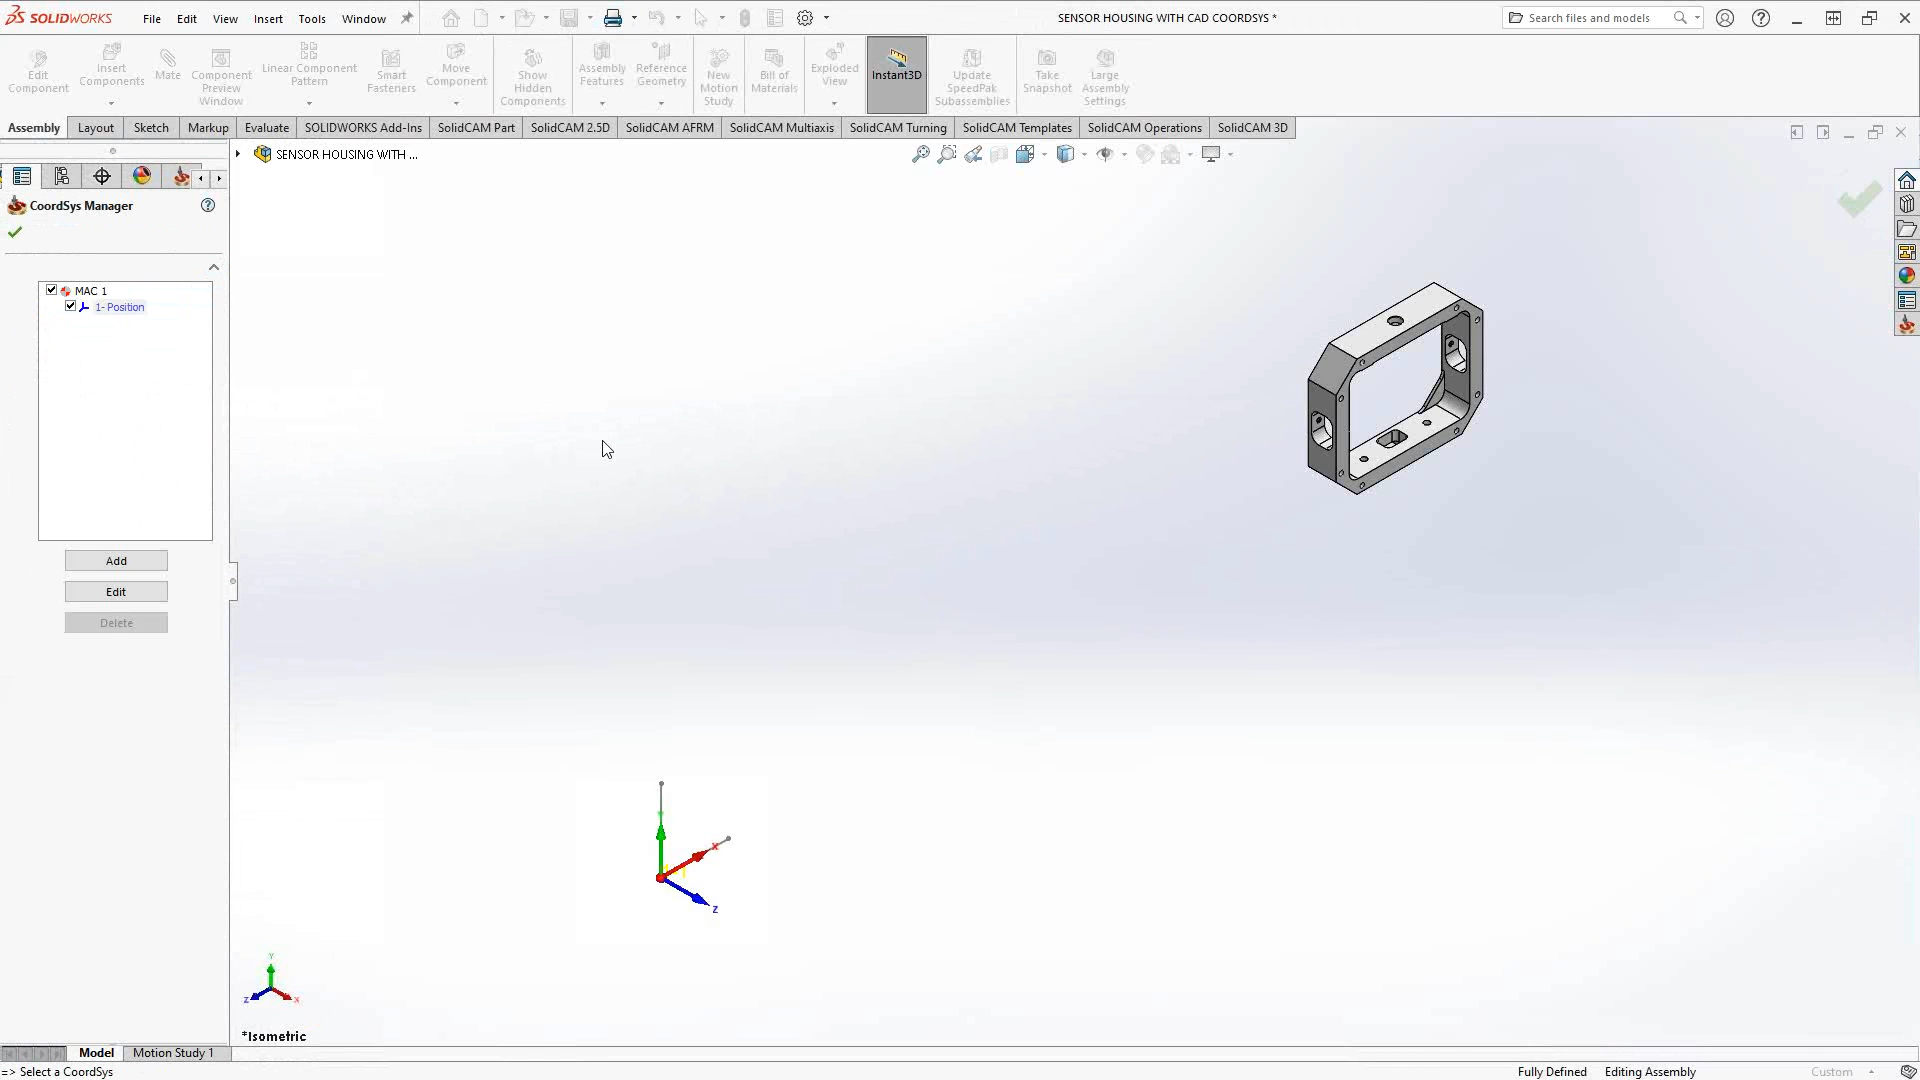 SOLIDWORKS File Edit View Insert Tools Window SENSOR HOUSING WITH CAD COORDSYS * Search files and models
Edit Component
Insert Components
Mate
Component Preview Window
Linear Component Pattern
Smart Fasteners
Move Component
Show Hidden Components
Assembly Features
Reference Geometry
New Motion Study
Bill of Materials
Exploded View
Instant3D
Update SpeedPak Subassemblies
Take Snapshot
Large Assembly Settings
Assembly Layout Sketch Markup Evaluate SOLIDWORKS Add-Ins SolidCAM Part SolidCAM 2.5D SolidCAM AFRM SolidCAM Multiaxis SolidCAM Turning SolidCAM Templates SolidCAM Operations SolidCAM 3D
SENSOR HOUSING WITH ...
CoordSys Manager
MAC 1
1- Position
Add
Edit
Delete
X
Z
Y
Z X
*Isometric
Model Motion Study 1
=> Select a CoordSys Fully Defined Editing Assembly Custom